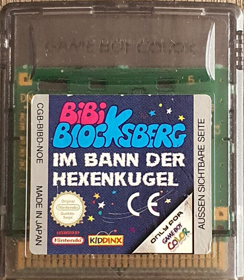 GAME BOY COLOR
CGB-BIBD-NOE
MADE IN JAPAN
BiBi
BLOCKSBERG
IM BANN DER
HEXENKUGEL
CE
Nintendo
KIDDINX
ONLY FOR
GAME BOY
COLOR
AUSSEN SICHTBARE SEITE